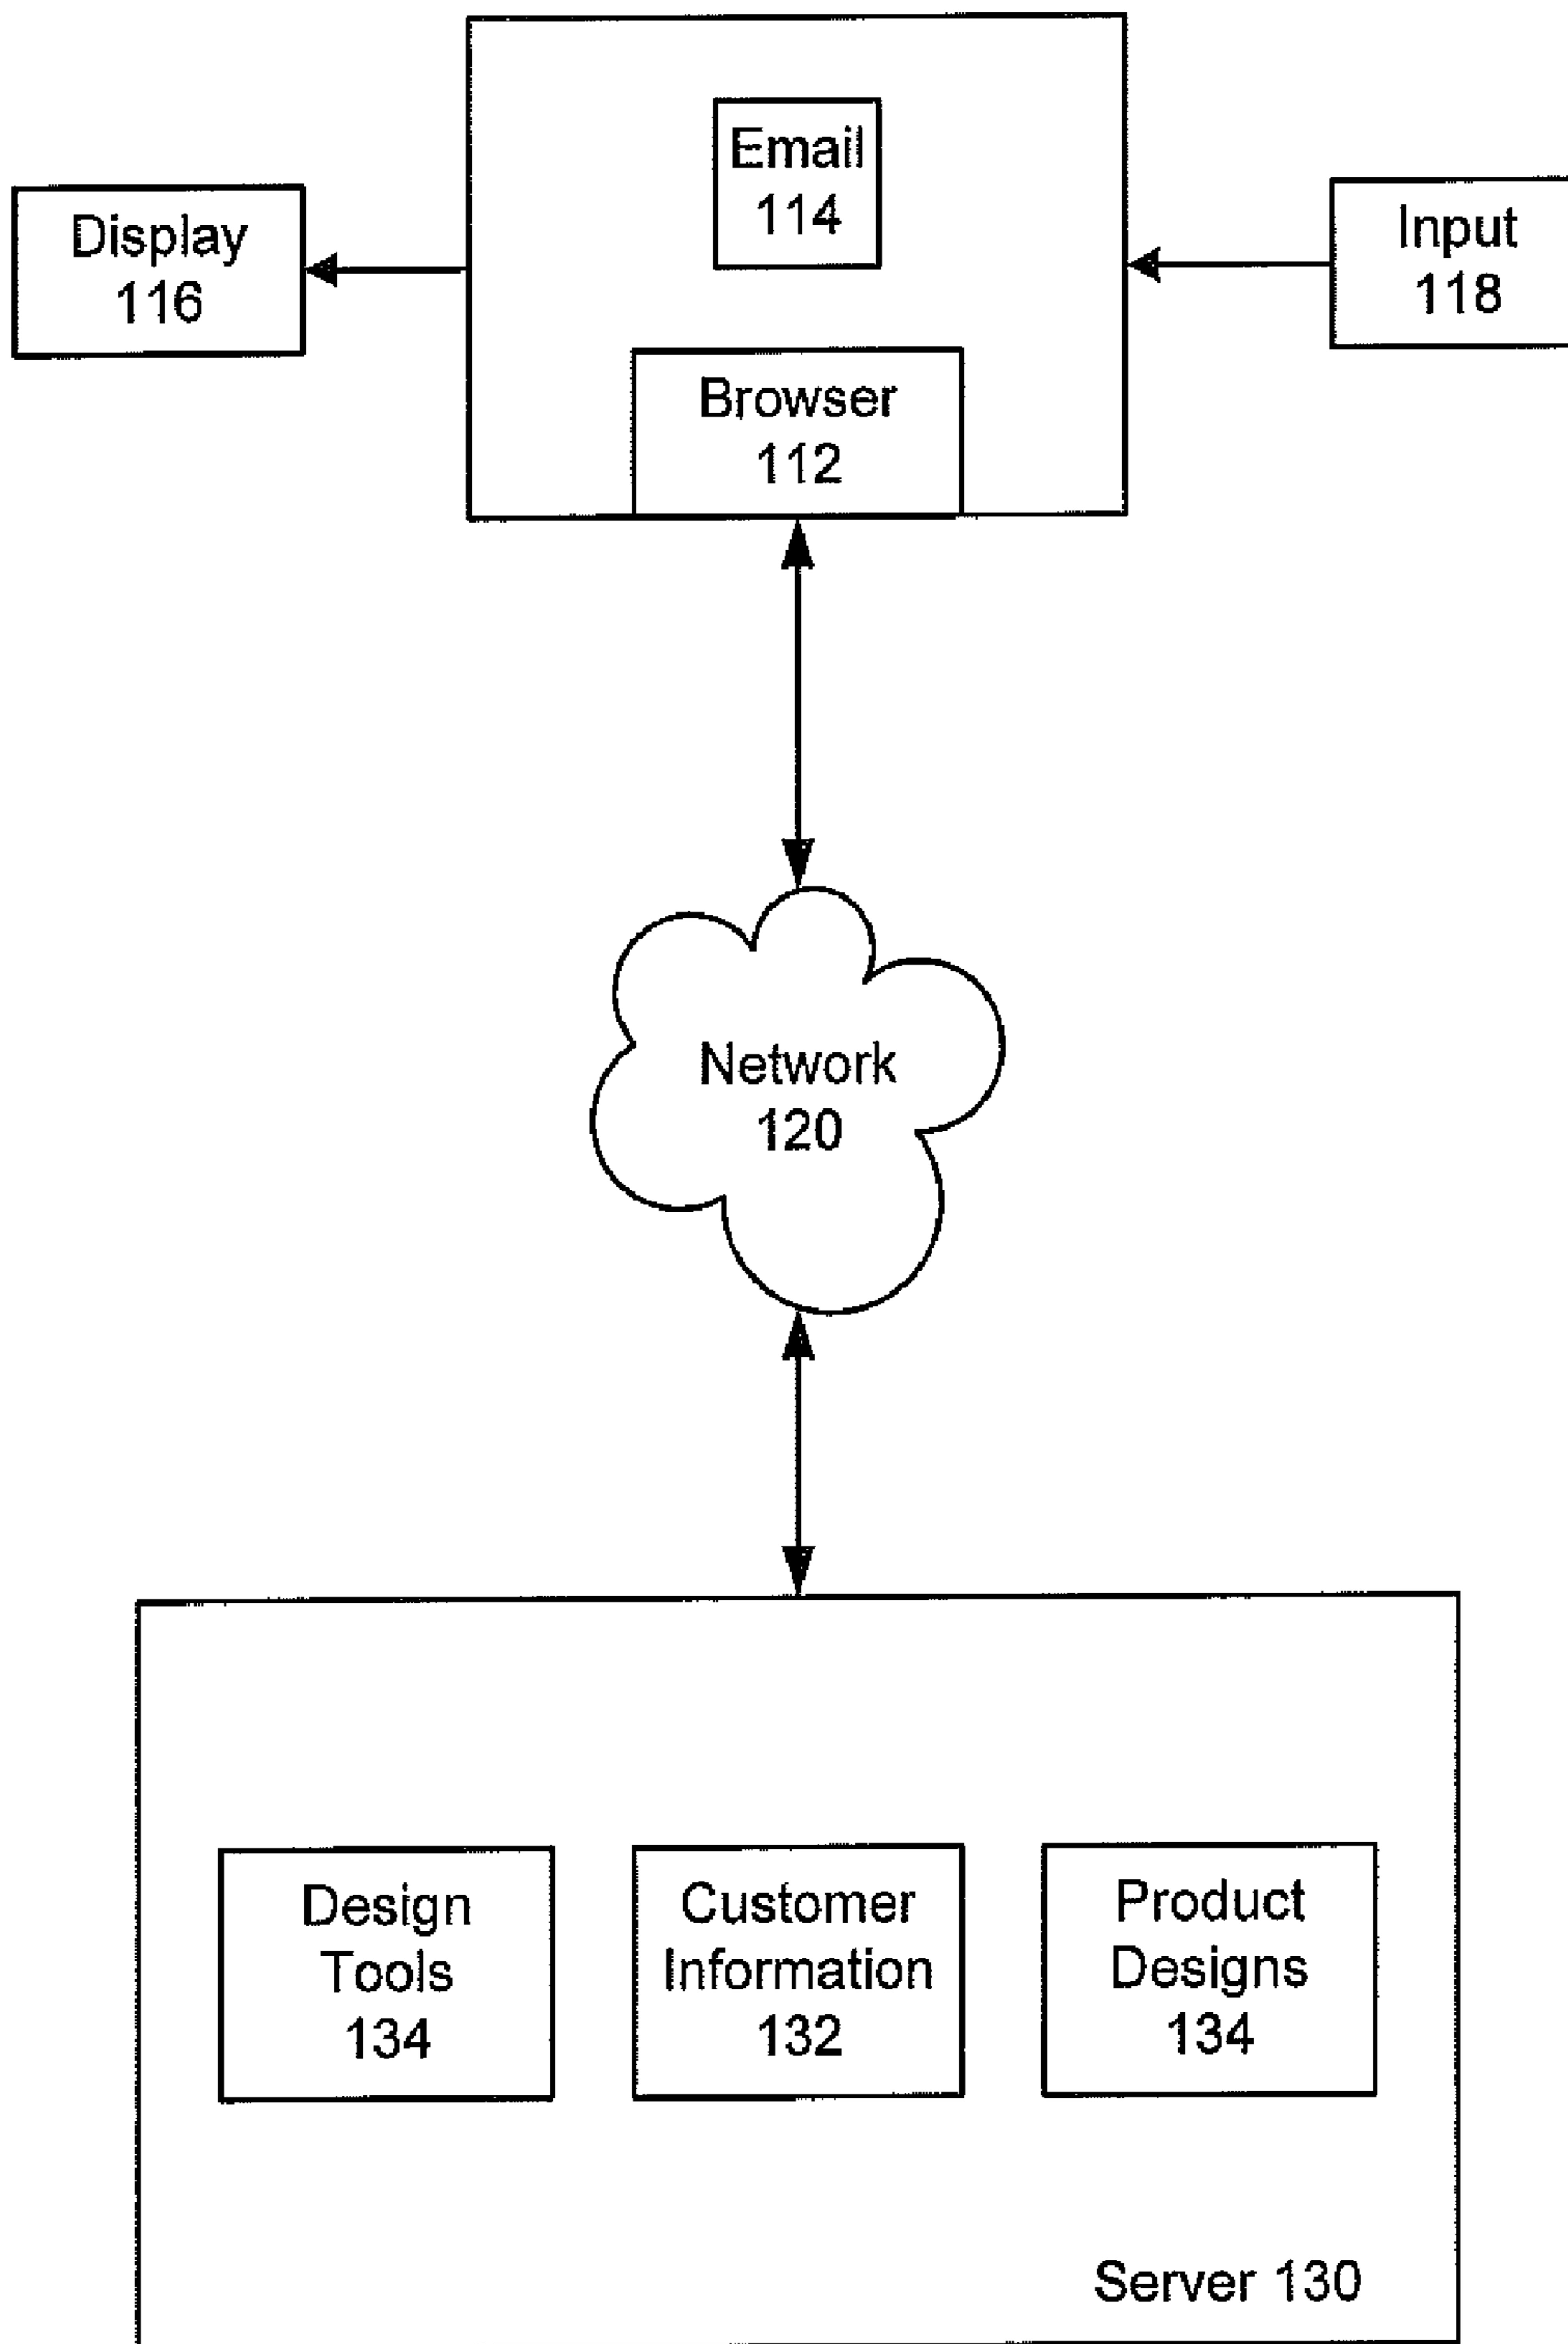 Email
114
Display
116
Input
118
Browser
112
Network
120
Design
Tools
134
Customer
Information
132
Product
Designs
134
Server 130